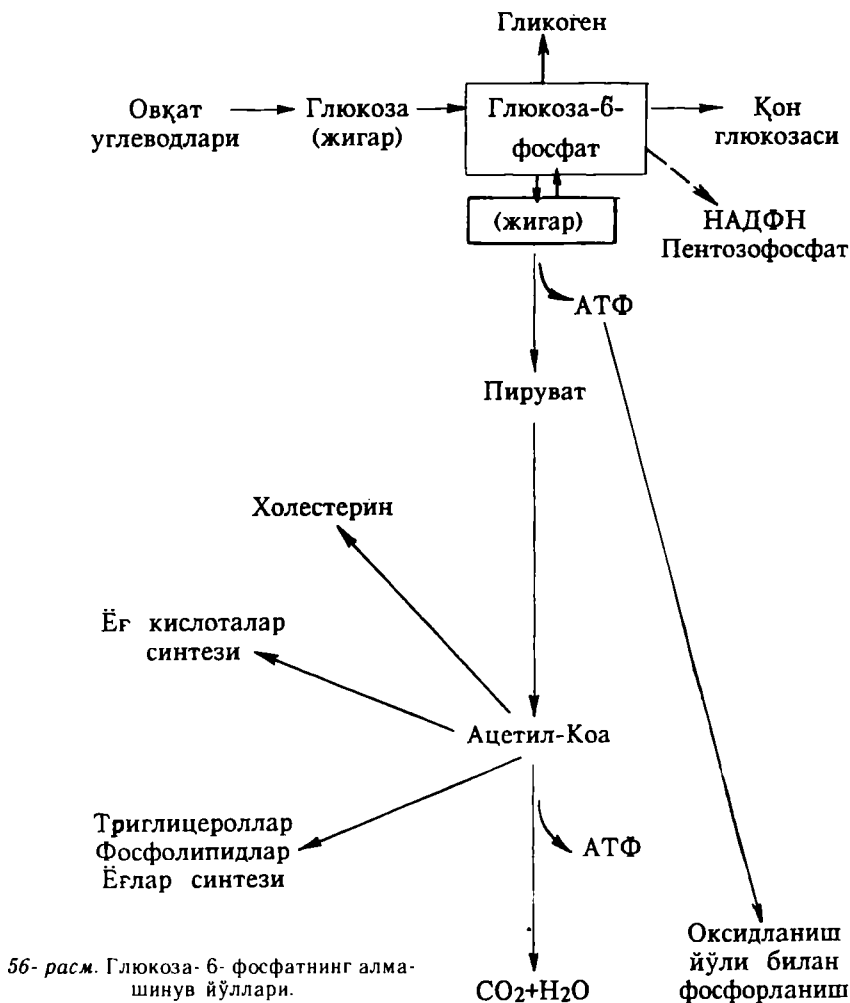 Гликоген
Овқат
углеводлари
Глюкоза
(жигар)
Глюкоза-6-
фосфат
Қон
глюкозаси
(жигар)
НАДФН
Пентозофосфат
АТФ
Пируват
Холестерин
Ёғ кислоталар
синтези
Ацетил-Коа
Триглицероллар
Фосфолипидлар
Ёғлар синтези
АТФ
Оксидланиш
йўли билан
фосфорланиш
CO₂+H₂O
56- расм. Глюкоза- 6- фосфатнинг алма-
шинув йўллари.